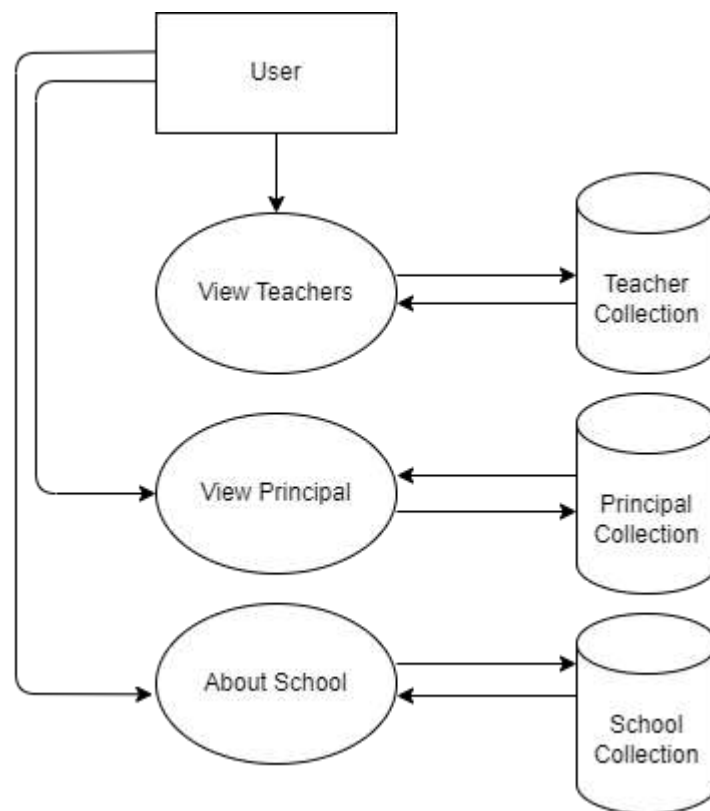 User
View Teachers
Teacher
Collection
View Principal
Principal
Collection
About School
School
Collection